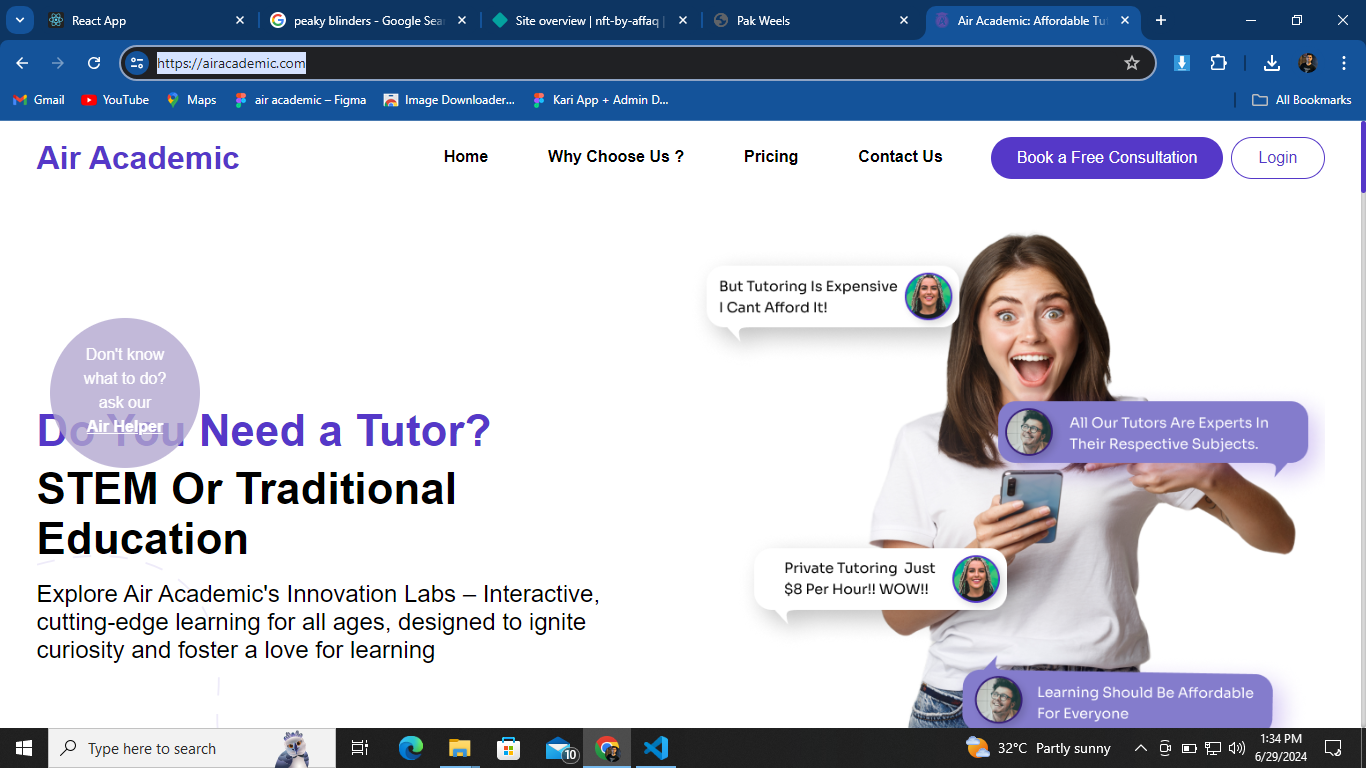 React App
peaky blinders - Google Sea
Site overview | nft-by-affaq |
Pak Weels
Air Academic: Affordable Tut
https://airacademic.com
Gmail
YouTube
Maps
air academic – Figma
Image Downloader...
Kari App + Admin D...
All Bookmarks
Air Academic
Home
Why Choose Us ?
Pricing
Contact Us
Book a Free Consultation
Login
But Tutoring Is Expensive
I Cant Afford It!
Don't know
what to do?
ask our
Air Helper
Do You Need a Tutor?
STEM Or Traditional
Education
All Our Tutors Are Experts In
Their Respective Subjects.
Private Tutoring Just
$8 Per Hour!! WOW!!
Explore Air Academic's Innovation Labs – Interactive,
cutting-edge learning for all ages, designed to ignite
curiosity and foster a love for learning
Learning Should Be Affordable
For Everyone
Type here to search
10
32°C Partly sunny
1:34 PM
6/29/2024